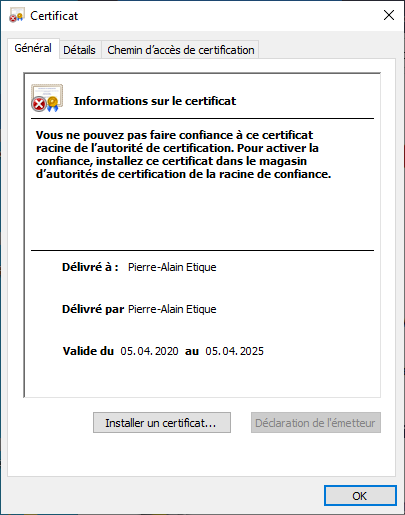 Certificat
Général Détails Chemin d’accès de certification
Informations sur le certificat
Vous ne pouvez pas faire confiance à ce certificat
racine de l’autorité de certification. Pour activer la
confiance, installez ce certificat dans le magasin
d’autorités de certification de la racine de confiance.
Délivré à : Pierre-Alain Etique
Délivré par Pierre-Alain Etique
Valide du 05.04.2020 au 05.04.2025
Installer un certificat... Déclaration de l'émetteur
OK